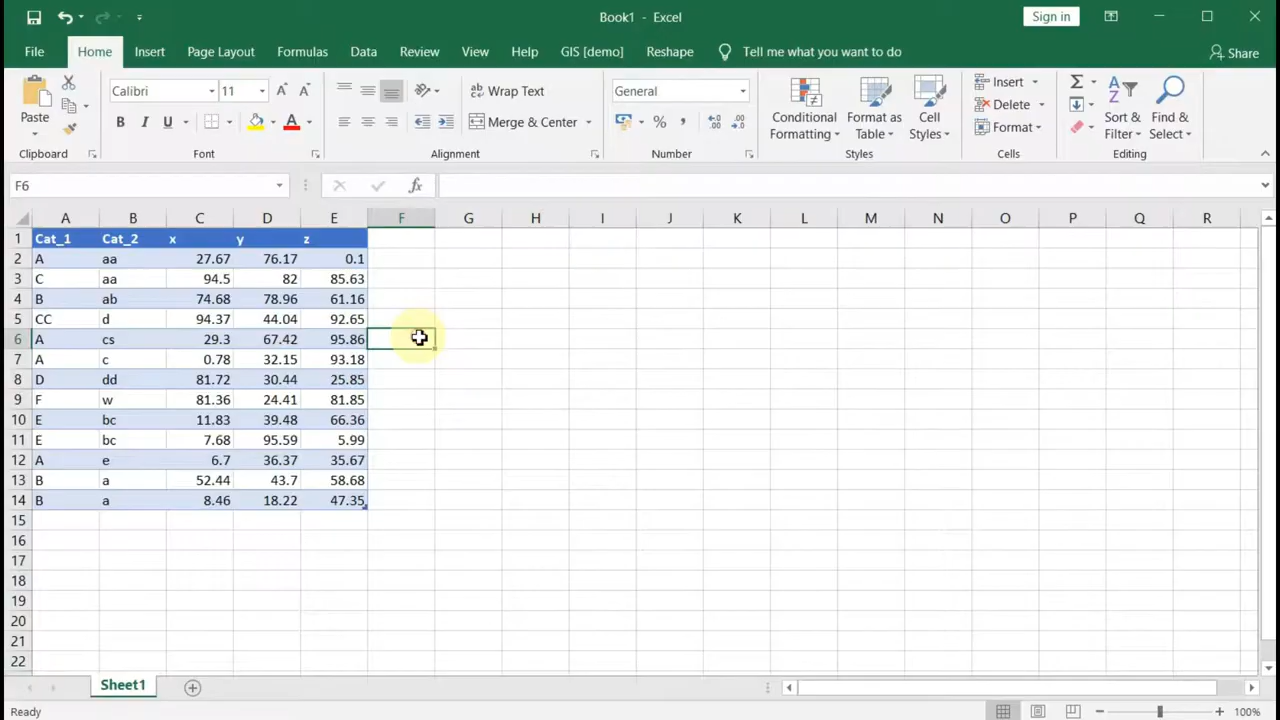 Book1 - Excel
Sign in
File Home Insert Page Layout Formulas Data Review View Help GIS [demo] Reshape Tell me what you want to do Share
Paste
Calibri 11
B I U
A A A
Wrap Text
Merge & Center
General
% ,
Conditional Formatting
Format as Table
Cell Styles
Insert
Delete
Format
Sort & Filter
Find & Select
Clipboard Font Alignment Number Styles Cells Editing
F6 fx
A B C D E F G H I J K L M N O P Q R
1 Cat_1 Cat_2 x y z
2 A aa 27.67 76.17 0.1
3 C aa 94.5 82 85.63
4 B ab 74.68 78.96 61.16
5 CC d 94.37 44.04 92.65
6 A cs 29.3 67.42 95.86
7 A c 0.78 32.15 93.18
8 D dd 81.72 30.44 25.85
9 F w 81.36 24.41 81.85
10 E bc 11.83 39.48 66.36
11 E bc 7.68 95.59 5.99
12 A e 6.7 36.37 35.67
13 B a 52.44 43.7 58.68
14 B a 8.46 18.22 47.35
15
16
17
18
19
20
21
22
Sheet1
Ready 100%